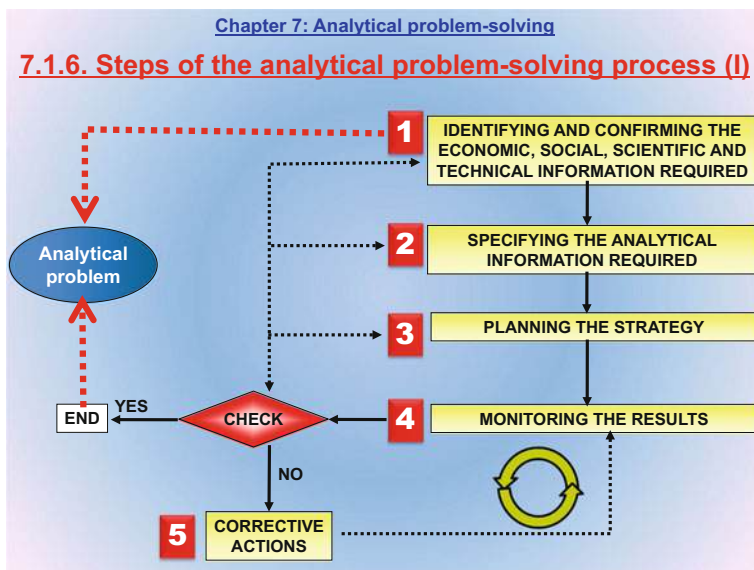 Chapter 7: Analytical problem-solving
7.1.6. Steps of the analytical problem-solving process (I)
1
IDENTIFYING AND CONFIRMING THE
ECONOMIC, SOCIAL, SCIENTIFIC AND
TECHNICAL INFORMATION REQUIRED
Analytical
problem
2
SPECIFYING THE ANALYTICAL
INFORMATION REQUIRED
3
PLANNING THE STRATEGY
END
YES
CHECK
4
MONITORING THE RESULTS
NO
5
CORRECTIVE
ACTIONS